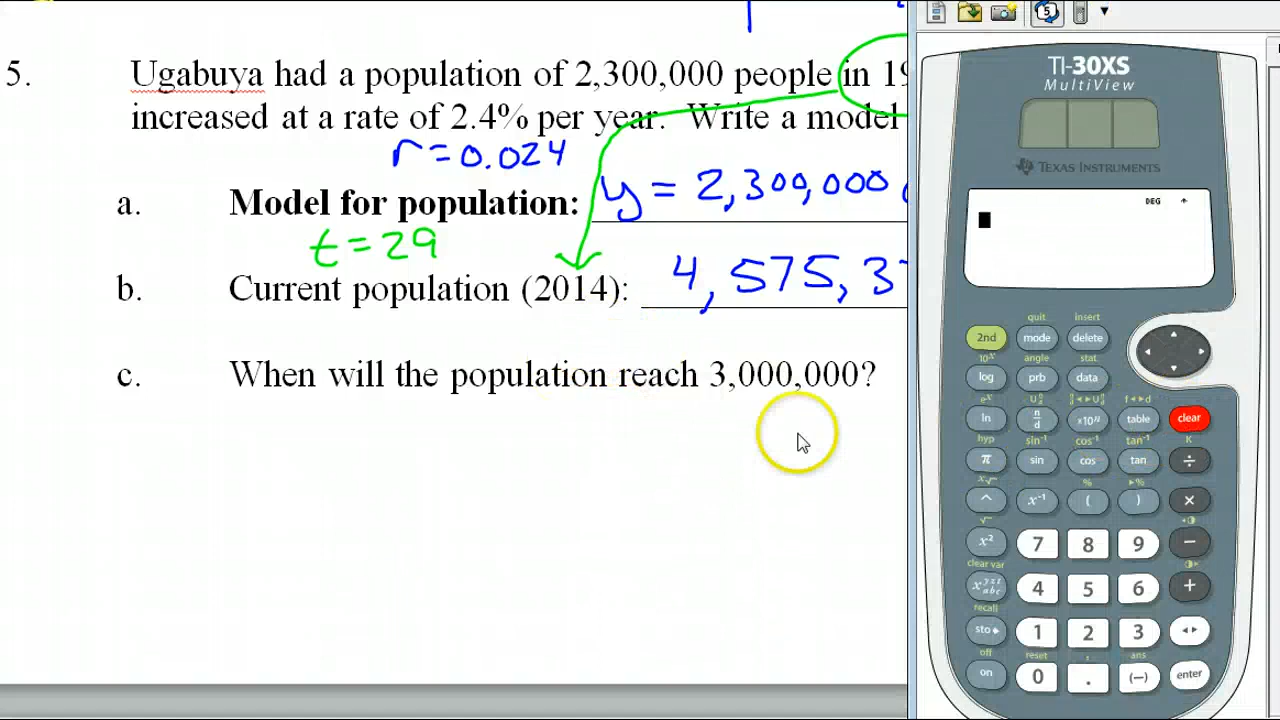 5. Ugabuya had a population of 2,300,000 people in 19
increased at a rate of 2.4% per year. Write a model
r = 0.024
a. Model for population: y = 2,300,000
t = 29
b. Current population (2014): 4,575,3
c. When will the population reach 3,000,000?
5
TI-30XS
MultiView
TEXAS INSTRUMENTS
DEG
quit insert
2nd mode delete
10ˣ angle stat
log prb data
eˣ f◄►d
ln n/d ×10ⁿ table clear
hyp sin⁻¹ cos⁻¹ tan⁻¹ K
π sin cos tan ÷
ˣ√ % ►%
^ x⁻¹ ( ) ×
√
x² 7 8 9 −
clear var
x y z t a b c 4 5 6 +
recall
sto► 1 2 3 ◄►
off reset , ans
on 0 . (−) enter